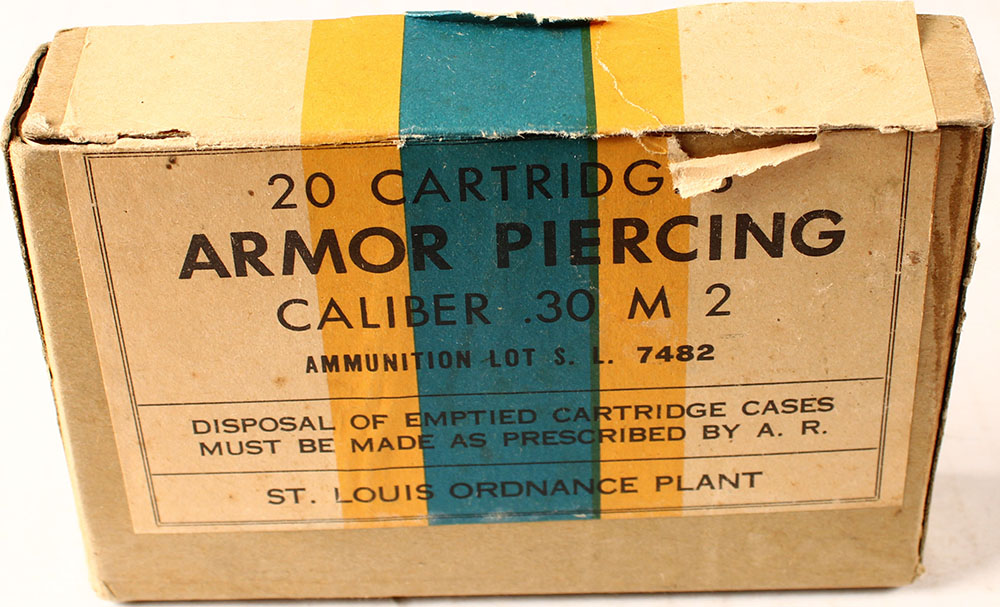 20 CARTRIDGES
ARMOR PIERCING
CALIBER .30 M 2
AMMUNITION LOT S. L. 7482
DISPOSAL OF EMPTIED CARTRIDGE CASES
MUST BE MADE AS PRESCRIBED BY A. R.
ST. LOUIS ORDNANCE PLANT